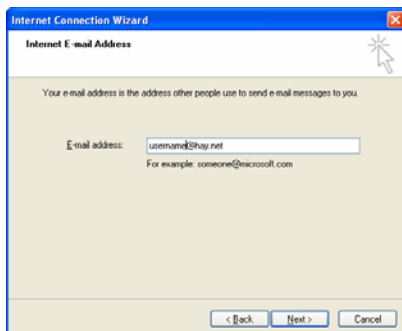 Internet Connection Wizard
Internet E-mail Address
Your e-mail address is the address other people use to send e-mail messages to you.
E-mail address:
username@hay.net
For example: someone@microsoft.com
< Back
Next >
Cancel